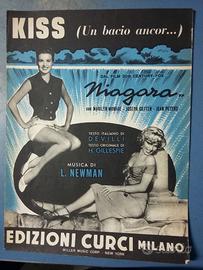 KISS (Un bacio ancor...)
DAL FILM 20th CENTURY-FOX
Niagara
CON MARILYN MONROE - JOSEPH COTTEN - JEAN PETERS
TESTO ITALIANO DI
DEVILLI
TESTO ORIGINALE DI
H. GILLESPIE
MUSICA DI
L. NEWMAN
EDIZIONI CURCI MILANO
MILLER MUSIC CORP. NEW YORK